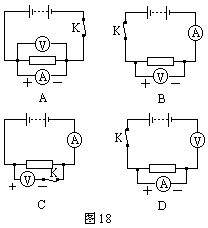 K V + A −
A
K A + V −
B
A + V K −
C
K V + A −
D
图18